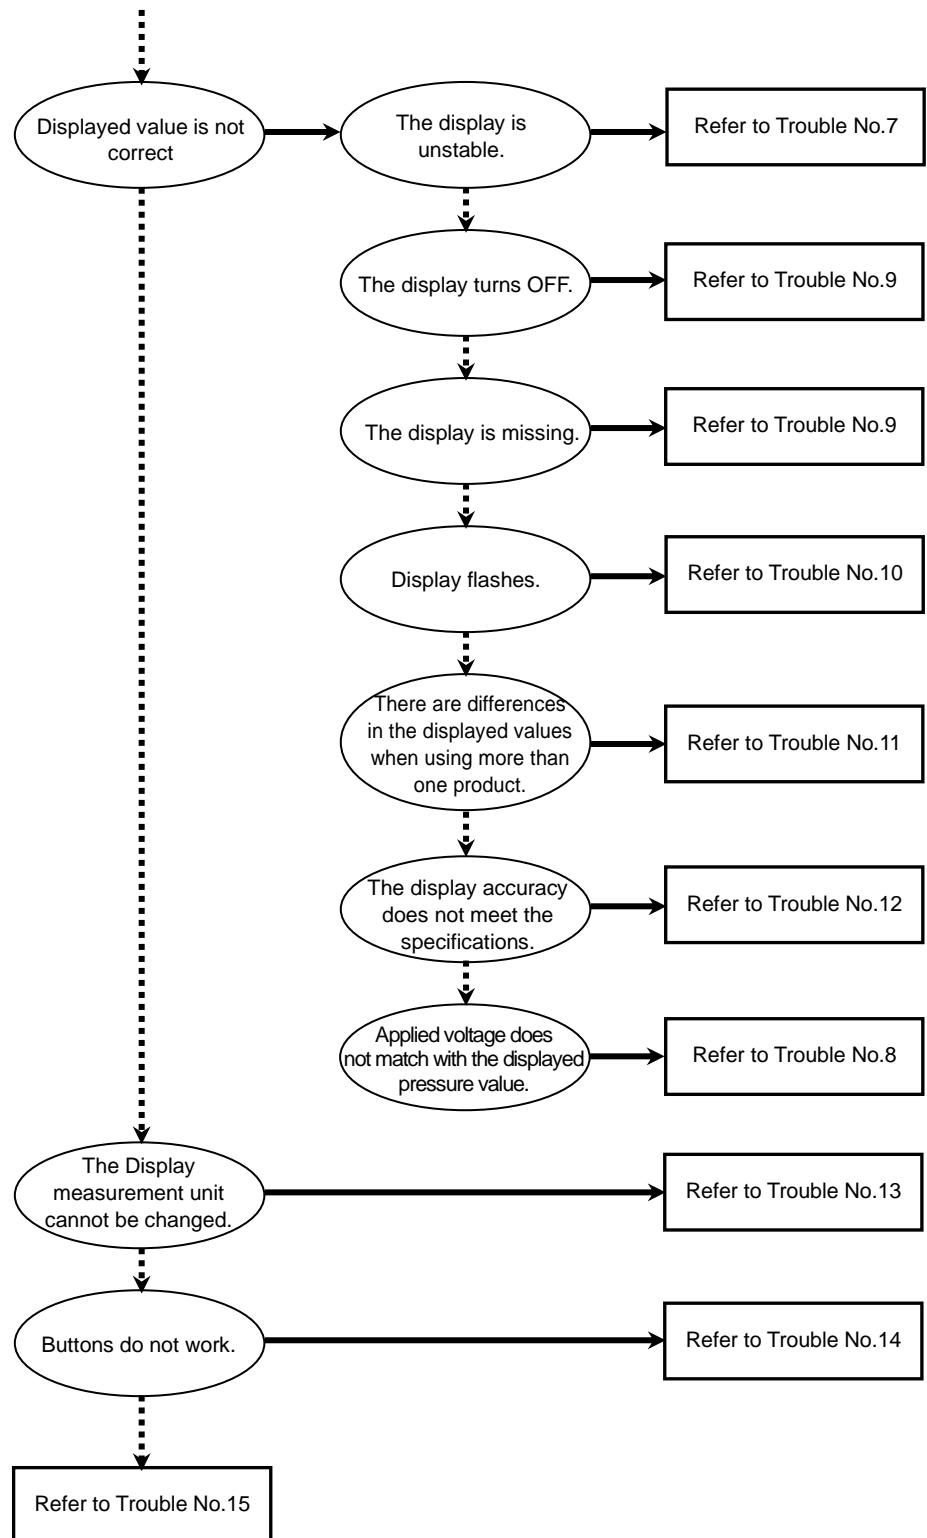 Displayed value is not
correct
The display is
unstable.
Refer to Trouble No.7
The display turns OFF.
Refer to Trouble No.9
The display is missing.
Refer to Trouble No.9
Display flashes.
Refer to Trouble No.10
There are differences
in the displayed values
when using more than
one product.
Refer to Trouble No.11
The display accuracy
does not meet the
specifications.
Refer to Trouble No.12
Applied voltage does
not match with the displayed
pressure value.
Refer to Trouble No.8
The Display
measurement unit
cannot be changed.
Refer to Trouble No.13
Buttons do not work.
Refer to Trouble No.14
Refer to Trouble No.15